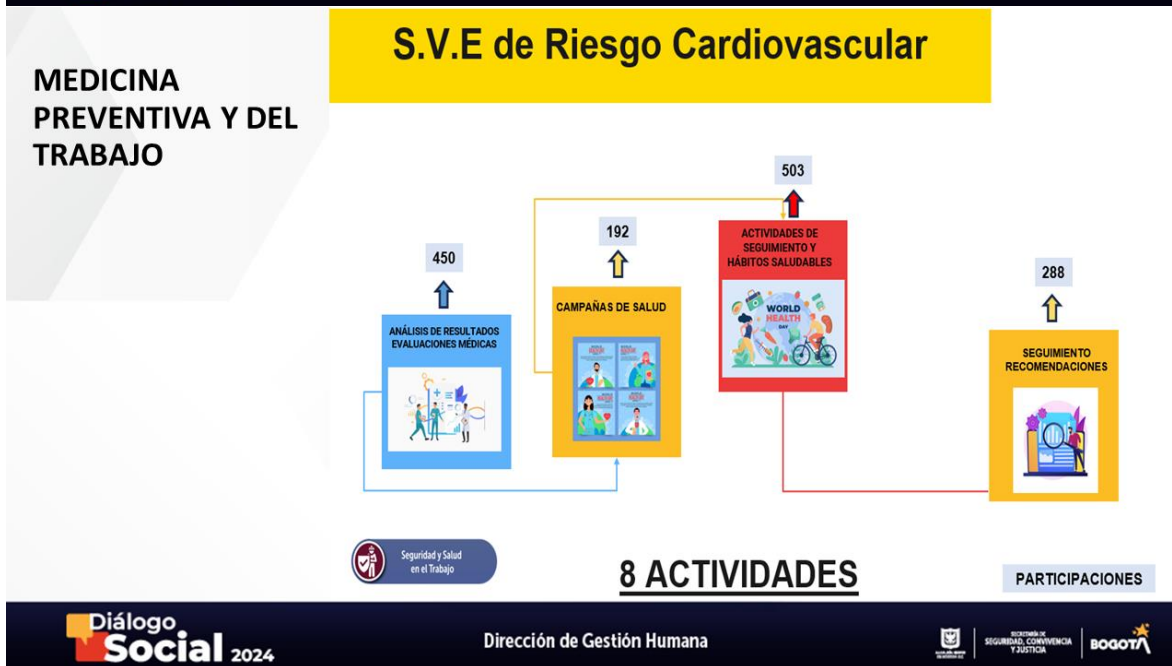 MEDICINA
PREVENTIVA Y DEL
TRABAJO
S.V.E de Riesgo Cardiovascular
450
ANÁLISIS DE RESULTADOS
EVALUACIONES MÉDICAS
192
CAMPAÑAS DE SALUD
503
ACTIVIDADES DE
SEGUIMIENTO Y
HÁBITOS SALUDABLES
WORLD
HEALTH
DAY
288
SEGUIMIENTO
RECOMENDACIONES
Seguridad y Salud
en el Trabajo
8 ACTIVIDADES
PARTICIPACIONES
Diálogo
Social 2024
Dirección de Gestión Humana
SECRETARÍA DE
SEGURIDAD, CONVIVENCIA
Y JUSTICIA
BOGOTÁ